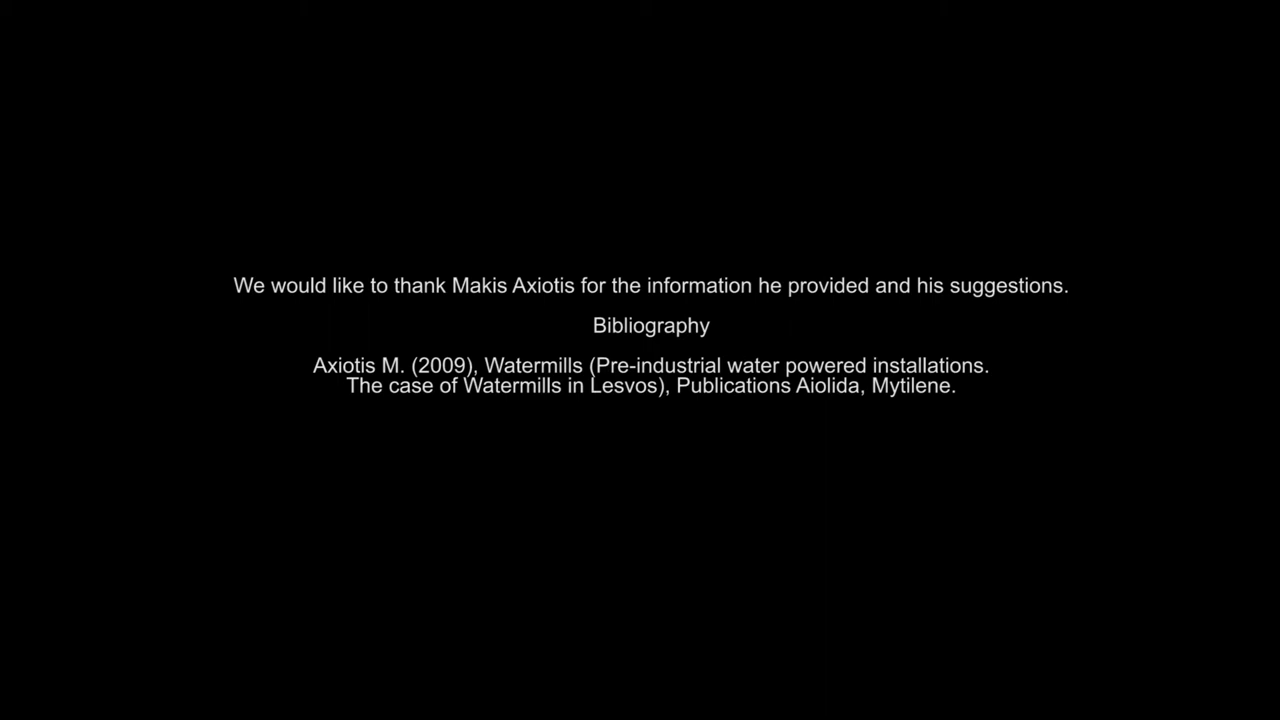 We would like to thank Makis Axiotis for the information he provided and his suggestions.
Bibliography
Axiotis M. (2009), Watermills (Pre-industrial water powered installations.
The case of Watermills in Lesvos), Publications Aiolida, Mytilene.